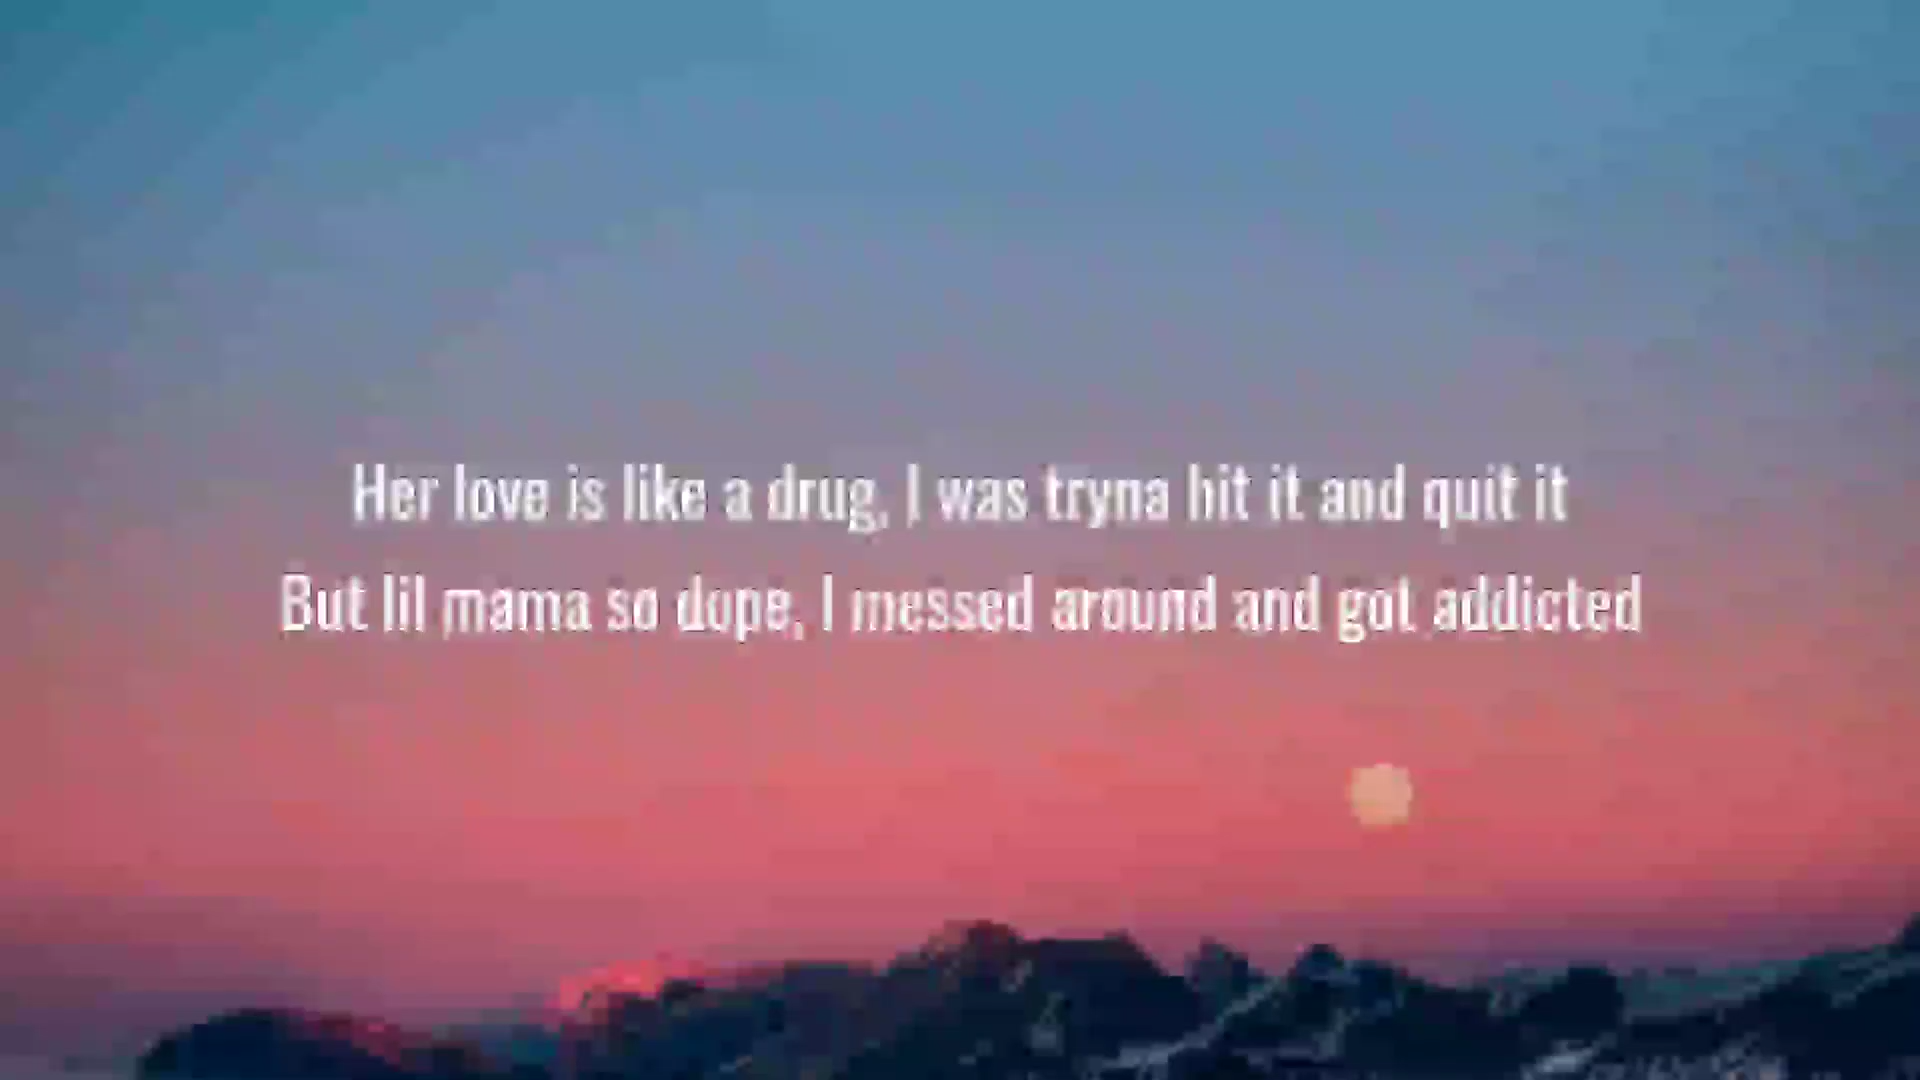 Her love is like a drug, I was tryna hit it and quit it
But lil mama so dope, I messed around and got addicted